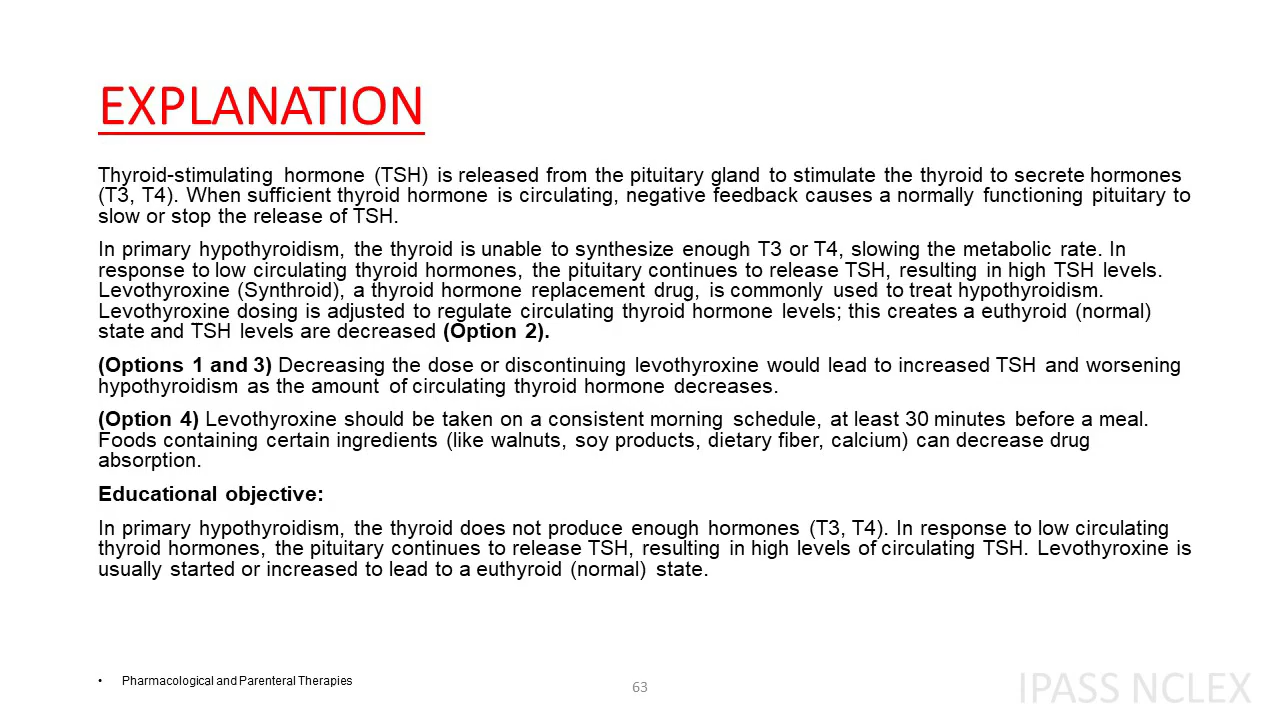 EXPLANATION
Thyroid-stimulating hormone (TSH) is released from the pituitary gland to stimulate the thyroid to secrete hormones
(T3, T4). When sufficient thyroid hormone is circulating, negative feedback causes a normally functioning pituitary to
slow or stop the release of TSH.
In primary hypothyroidism, the thyroid is unable to synthesize enough T3 or T4, slowing the metabolic rate. In
response to low circulating thyroid hormones, the pituitary continues to release TSH, resulting in high TSH levels.
Levothyroxine (Synthroid), a thyroid hormone replacement drug, is commonly used to treat hypothyroidism.
Levothyroxine dosing is adjusted to regulate circulating thyroid hormone levels; this creates a euthyroid (normal)
state and TSH levels are decreased (Option 2).
(Options 1 and 3) Decreasing the dose or discontinuing levothyroxine would lead to increased TSH and worsening
hypothyroidism as the amount of circulating thyroid hormone decreases.
(Option 4) Levothyroxine should be taken on a consistent morning schedule, at least 30 minutes before a meal.
Foods containing certain ingredients (like walnuts, soy products, dietary fiber, calcium) can decrease drug
absorption.
Educational objective:
In primary hypothyroidism, the thyroid does not produce enough hormones (T3, T4). In response to low circulating
thyroid hormones, the pituitary continues to release TSH, resulting in high levels of circulating TSH. Levothyroxine is
usually started or increased to lead to a euthyroid (normal) state.
• Pharmacological and Parenteral Therapies
63
IPASS NCLEX